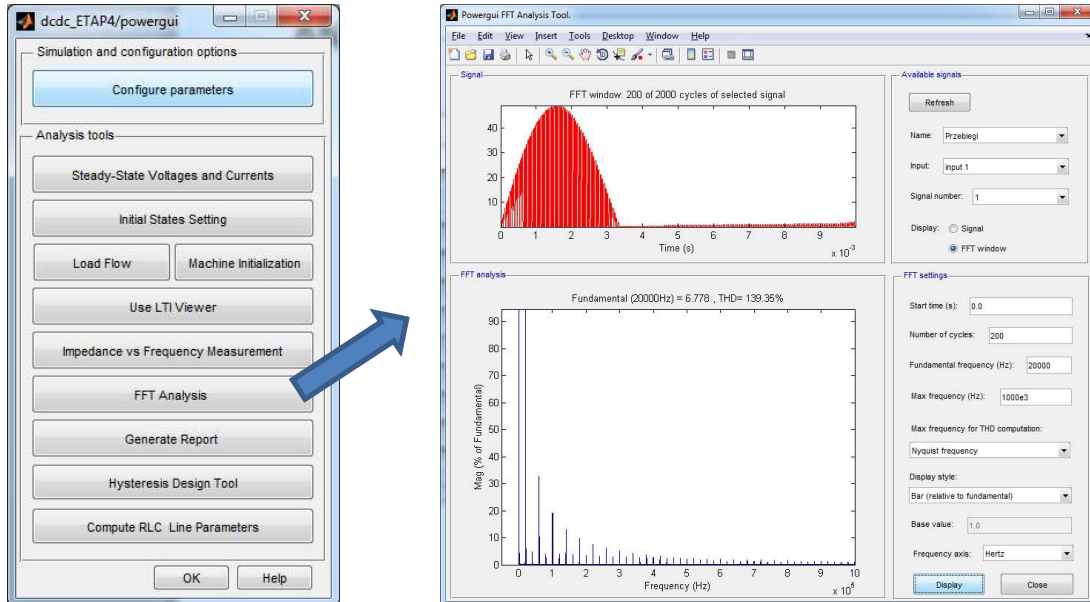 dcdc_ETAP4/powergui
Simulation and configuration options
Configure parameters
Analysis tools
Steady-State Voltages and Currents
Initial States Setting
Load Flow
Machine Initialization
Use LTI Viewer
Impedance vs Frequency Measurement
FFT Analysis
Generate Report
Hysteresis Design Tool
Compute RLC Line Parameters
OK
Help
Powergui FFT Analysis Tool.
File Edit View Insert Tools Desktop Window Help
Signal
FFT window: 200 of 2000 cycles of selected signal
40
30
20
10
0 1 2 3 4 5 6 7 8 9
Time (s)
x 10-3
FFT analysis
Fundamental (20000Hz) = 6.778 , THD= 139.35%
Mag (% of Fundamental)
90
80
70
60
50
40
30
20
10
0
0 1 2 3 4 5 6 7 8 9 10
Frequency (Hz)
x 106
Available signals
Refresh
Name: Przebiegi
Input: input 1
Signal number: 1
Display: Signal
FFT window
FFT settings
Start time (s): 0.0
Number of cycles: 200
Fundamental frequency (Hz): 20000
Max frequency (Hz): 1000e3
Max frequency for THD computation:
Nyquist frequency
Display style:
Bar (relative to fundamental)
Base value: 1.0
Frequency axis: Hertz
Display
Close